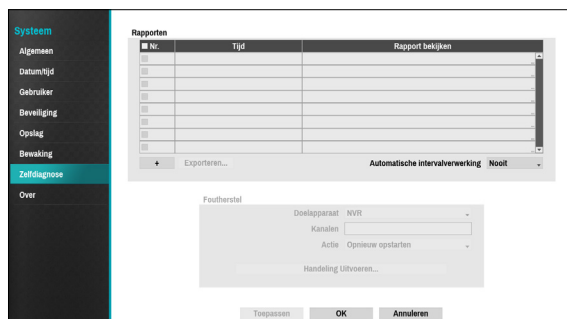 Systeem
Algemeen
Datum/tijd
Gebruiker
Beveiliging
Opslag
Bewaking
Zelfdiagnose
Over
Rapporten
Nr. Tijd Rapport bekijken
+ Exporteren... Automatische intervalverwerking Nooit
Foutherstel
Doelapparaat NVR
Kanalen
Actie Opnieuw opstarten
Handeling Uitvoeren...
Toepassen OK Annuleren